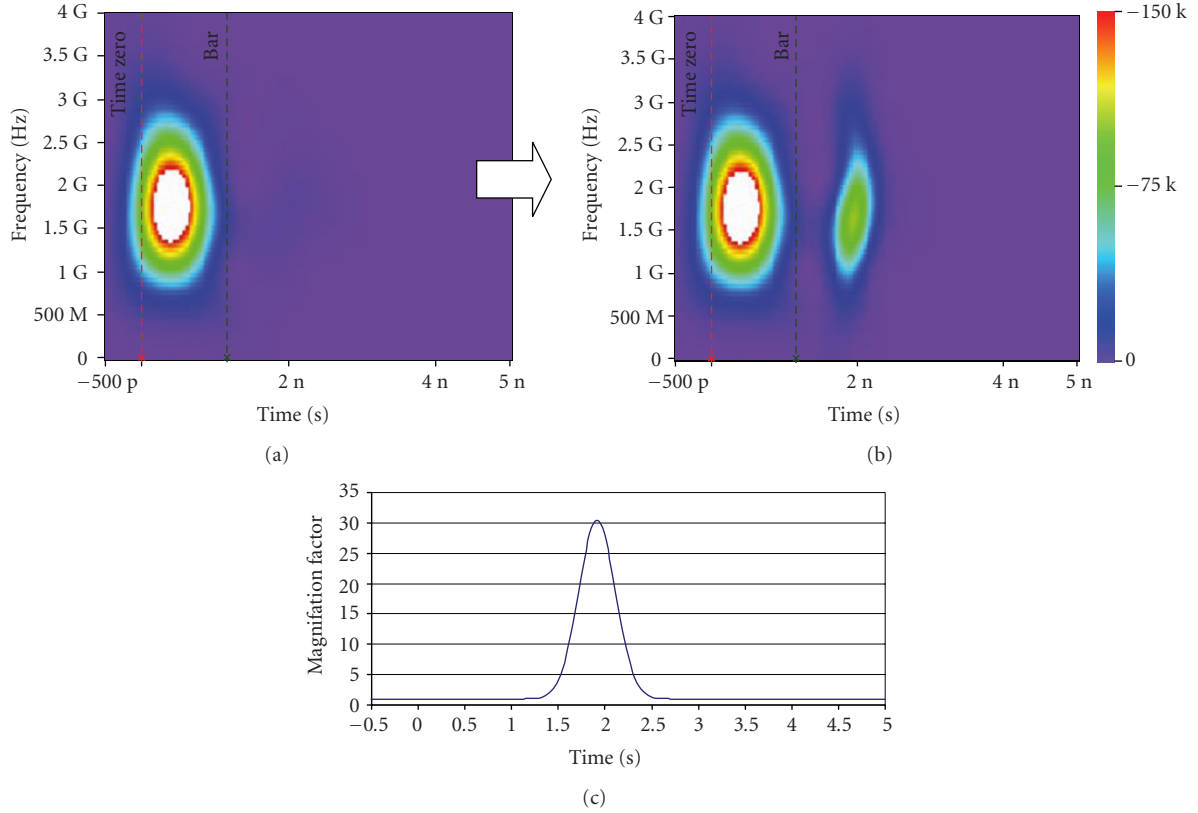 4 G
3.5 G
3 G
2.5 G
2 G
1.5 G
1 G
500 M
0
Frequency (Hz)
Time zero
Bar
−500 p
2 n
4 n
5 n
Time (s)
(a)
4 G
3.5 G
3 G
2.5 G
2 G
1.5 G
1 G
500 M
0
Frequency (Hz)
Time zero
Bar
−500 p
2 n
4 n
5 n
Time (s)
(b)
−150 k
−75 k
0
35
30
25
20
15
10
5
0
Magnifation factor
−0.5 0 0.5 1 1.5 2 2.5 3 3.5 4 4.5 5
Time (s)
(c)